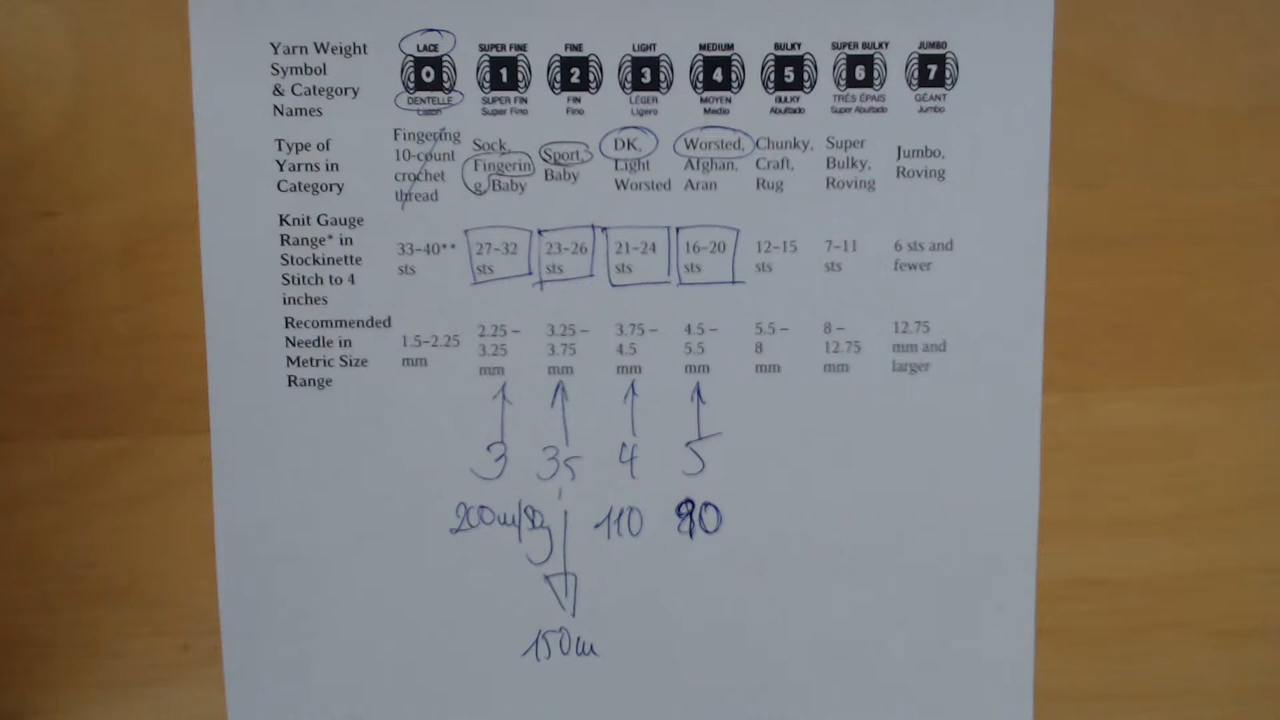 Yarn Weight Symbol & Category Names
LACE 0 DENTELLE
SUPER FINE 1 SUPER FIN Super Fino
FINE 2 FIN Fino
LIGHT 3 LÉGER Ligero
MEDIUM 4 MOYEN Medio
BULKY 5 BULKY Abultado
SUPER BULKY 6 TRÉS ÉPAIS Super Abultado
JUMBO 7 GÉANT Jumbo
Type of Yarns in Category
Fingering 10-count crochet thread
Sock, Fingering, Baby
Sport, Baby
DK, Light Worsted
Worsted, Afghan, Aran
Chunky, Craft, Rug
Super Bulky, Roving
Jumbo, Roving
Knit Gauge Range* in Stockinette Stitch to 4 inches
33–40** sts
27–32 sts
23–26 sts
21–24 sts
16–20 sts
12–15 sts
7–11 sts
6 sts and fewer
Recommended Needle in Metric Size Range
1.5–2.25 mm
2.25 – 3.25 mm
3.25 – 3.75 mm
3.75 – 4.5 mm
4.5 – 5.5 mm
5.5 – 8 mm
8 – 12.75 mm
12.75 mm and larger
3 35 4 5
110
150m